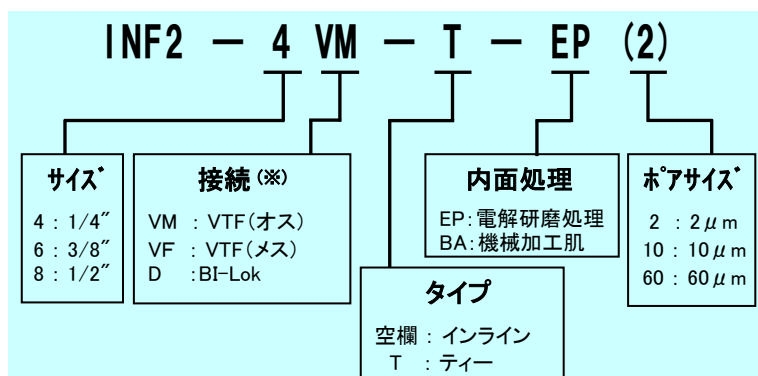 INF2 － 4 VM － T － EP (2)
サイズ
4 : 1/4″
6 : 3/8″
8 : 1/2″
接続(※)
VM : VTF(オス)
VF : VTF(メス)
D :BI-Lok
タイプ
空欄 : インライン
T : ティー
内面処理
EP:電解研磨処理
BA:機械加工肌
ポアサイズ
2 : 2μm
10 : 10μm
60 : 60μm